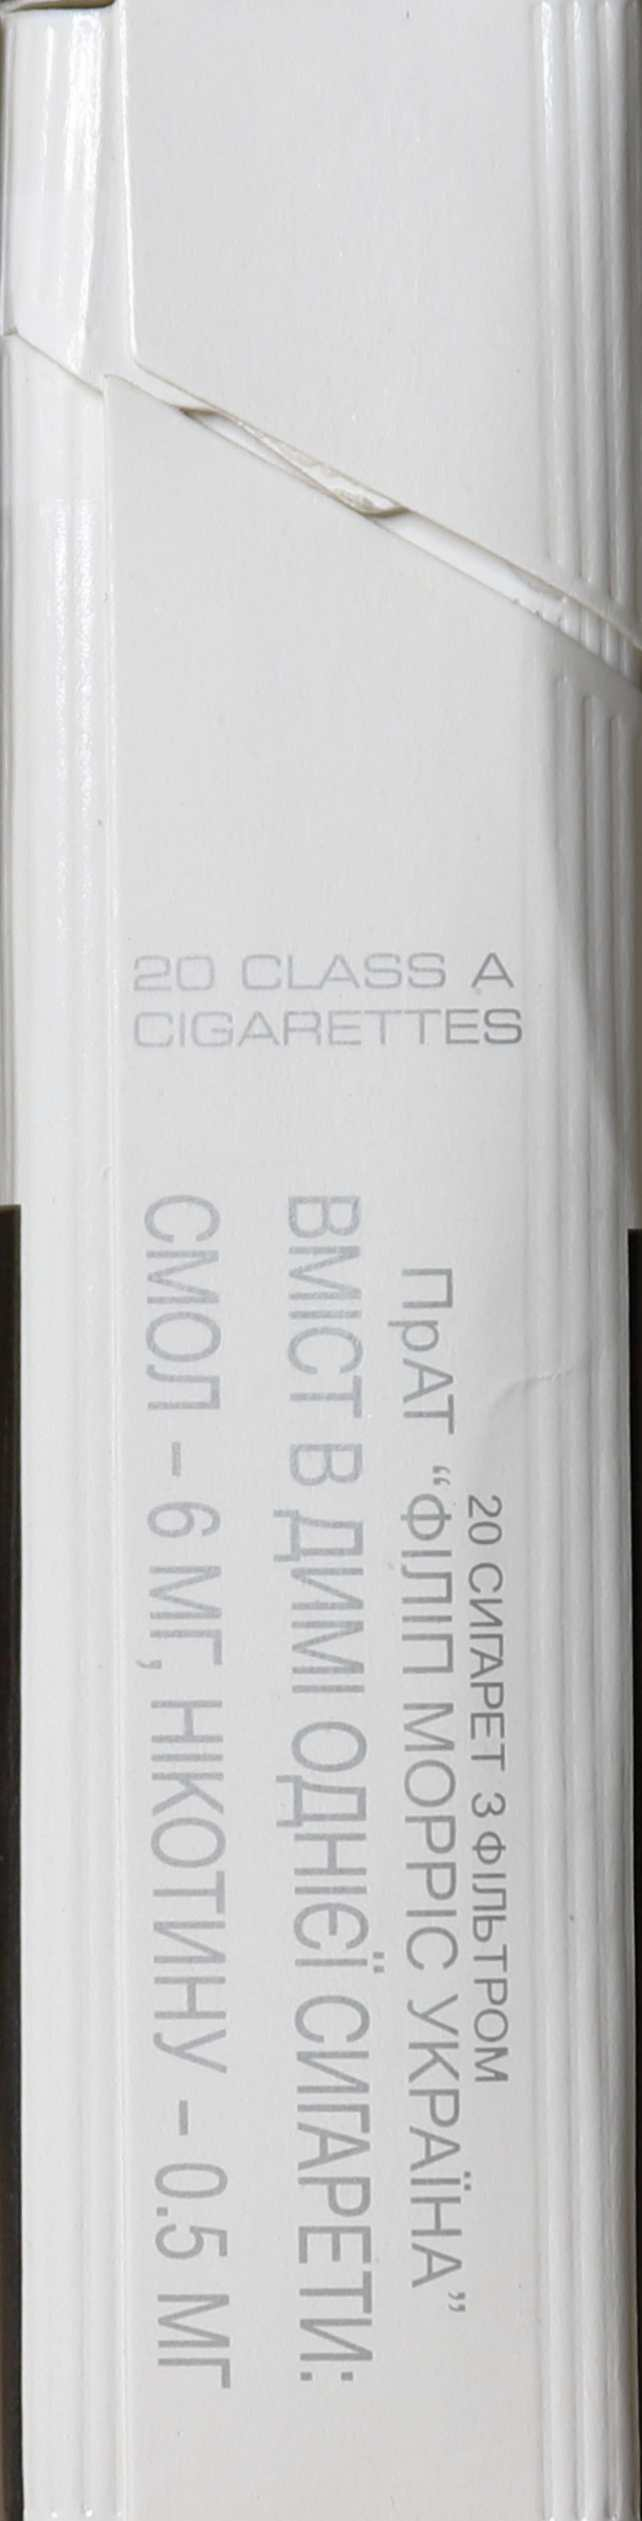 20 CLASS A
CIGARETTES
20 СИГАРЕТ З ФІЛЬТРОМ
ПрАТ “ФІЛІП МОРРІС УКРАЇНА”
ВМІСТ В ДИМІ ОДНІЄЇ СИГАРЕТИ:
СМОЛ – 6 МГ, НІКОТИНУ – 0.5 МГ